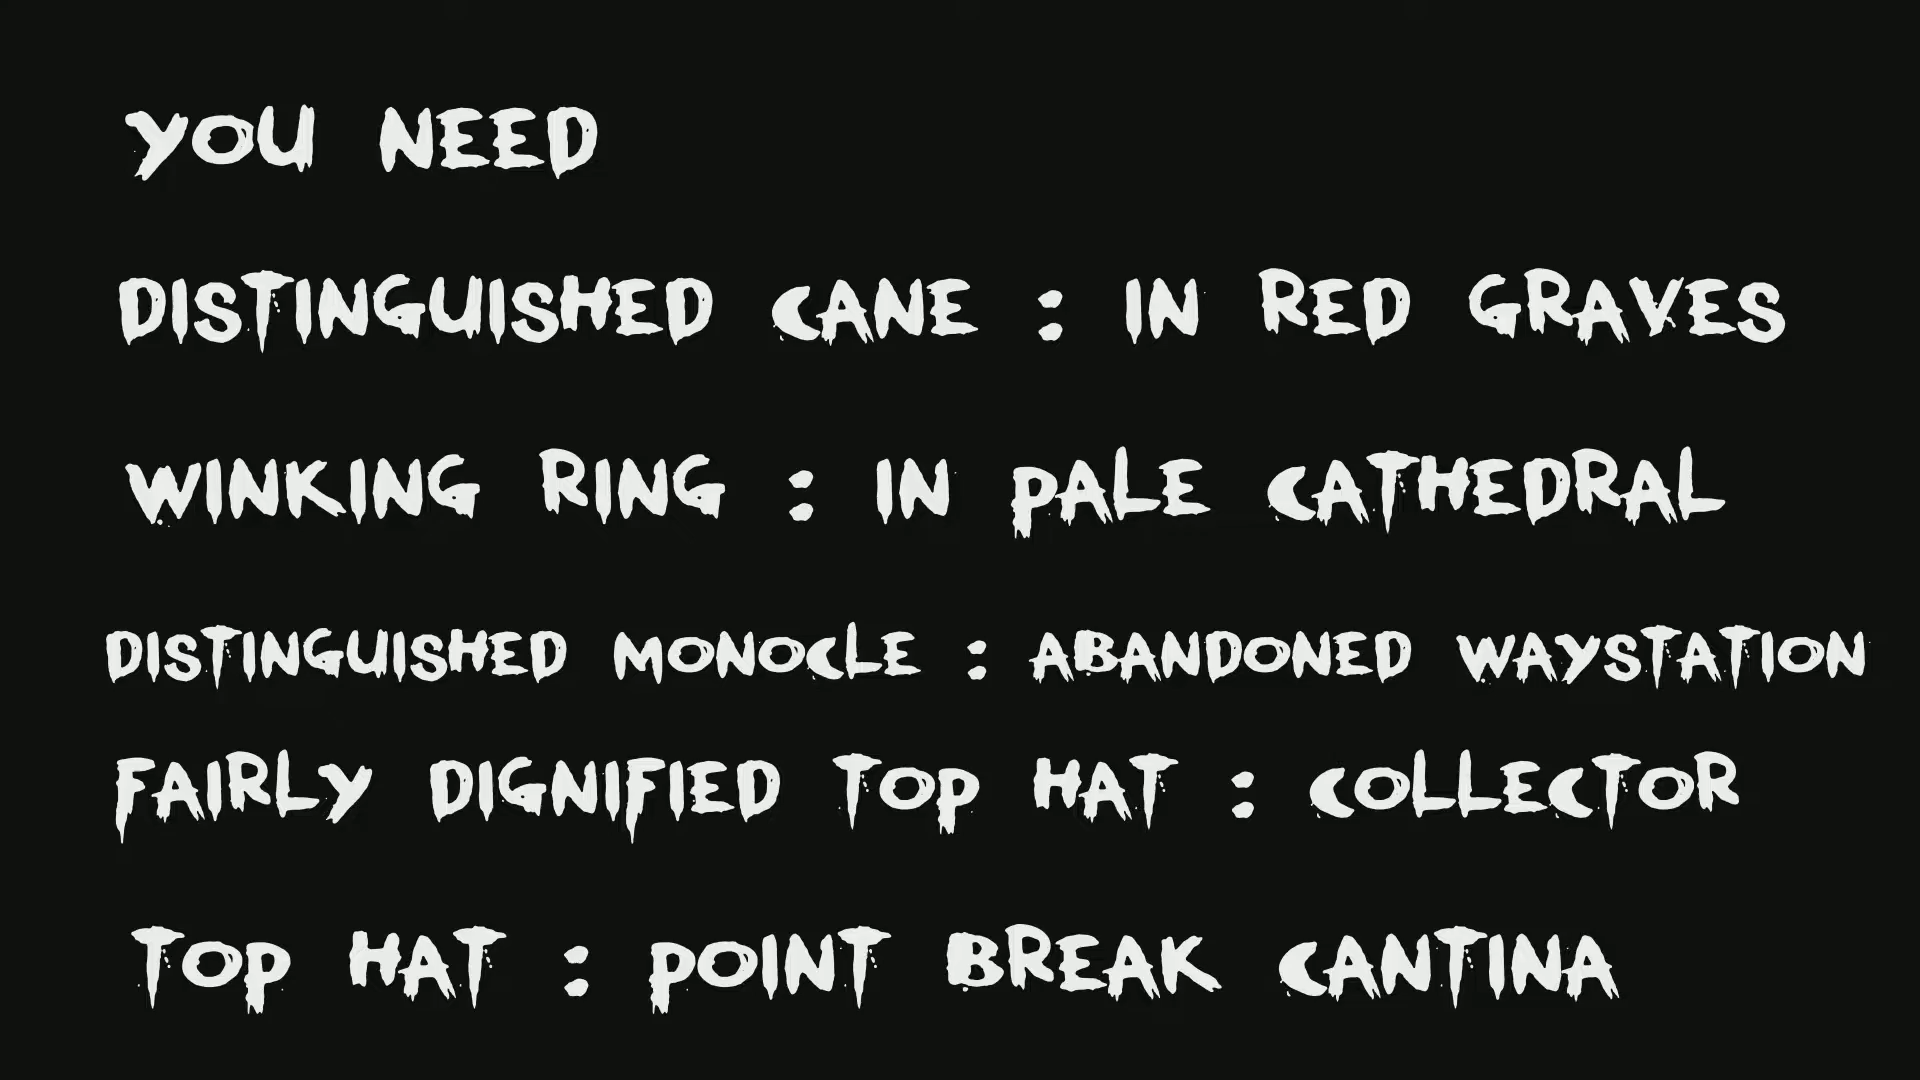 YOU NEED
DISTINGUISHED CANE : IN RED GRAVES
WINKING RING : IN PALE CATHEDRAL
DISTINGUISHED MONOCLE : ABANDONED WAYSTATION
FAIRLY DIGNIFIED TOP HAT : COLLECTOR
TOP HAT : POINT BREAK CANTINA